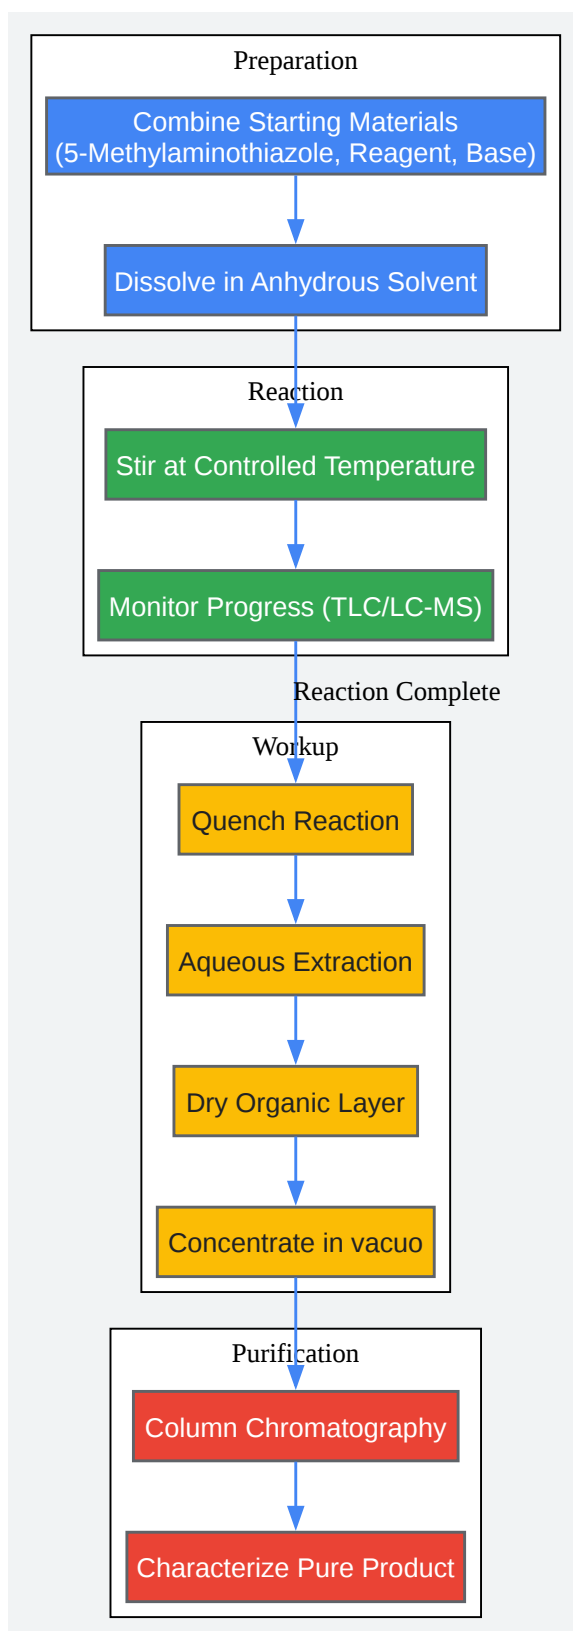 Preparation
Combine Starting Materials
(5-Methylaminothiazole, Reagent, Base)
Dissolve in Anhydrous Solvent
Reaction
Stir at Controlled Temperature
Monitor Progress (TLC/LC-MS)
Reaction Complete
Workup
Quench Reaction
Aqueous Extraction
Dry Organic Layer
Concentrate in vacuo
Purification
Column Chromatography
Characterize Pure Product